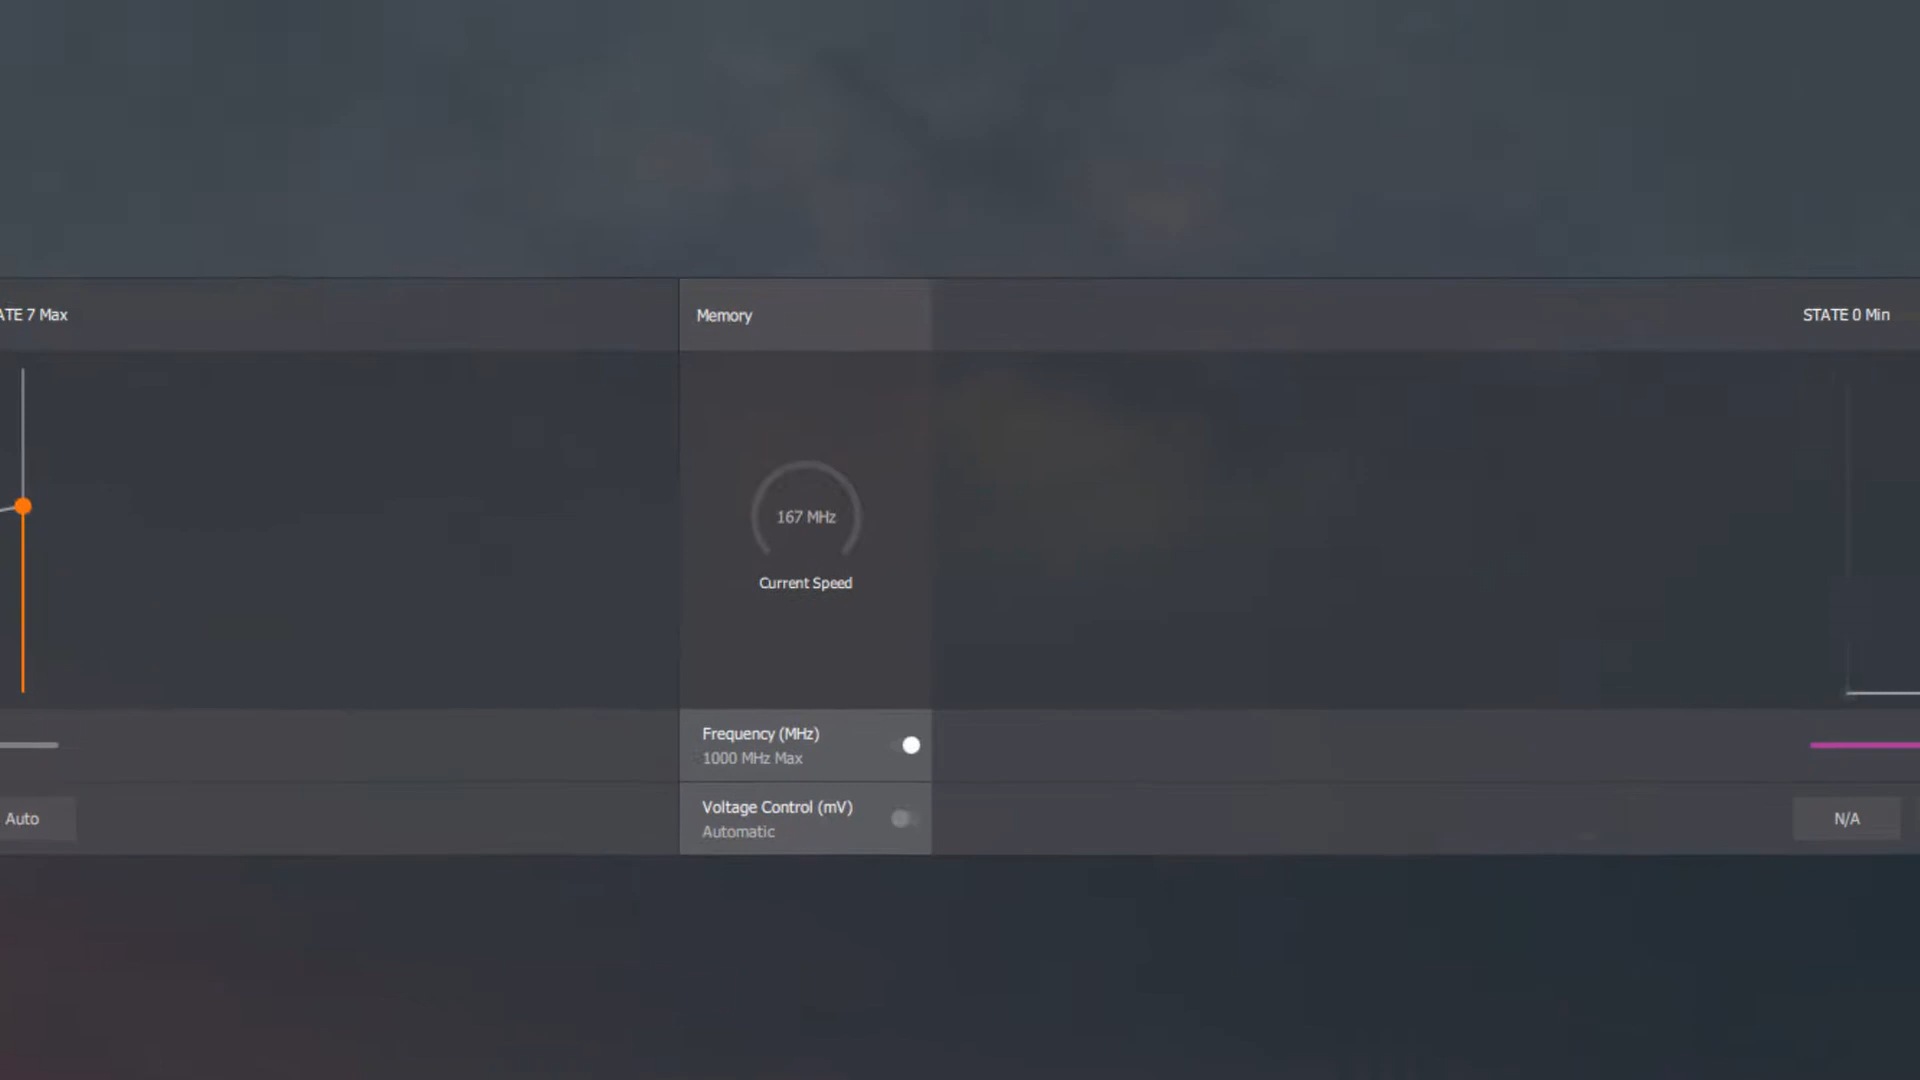 ATE 7 Max
Memory
STATE 0 Min
167 MHz
Current Speed
Frequency (MHz)
1000 MHz Max
Voltage Control (mV)
Automatic
Auto
N/A